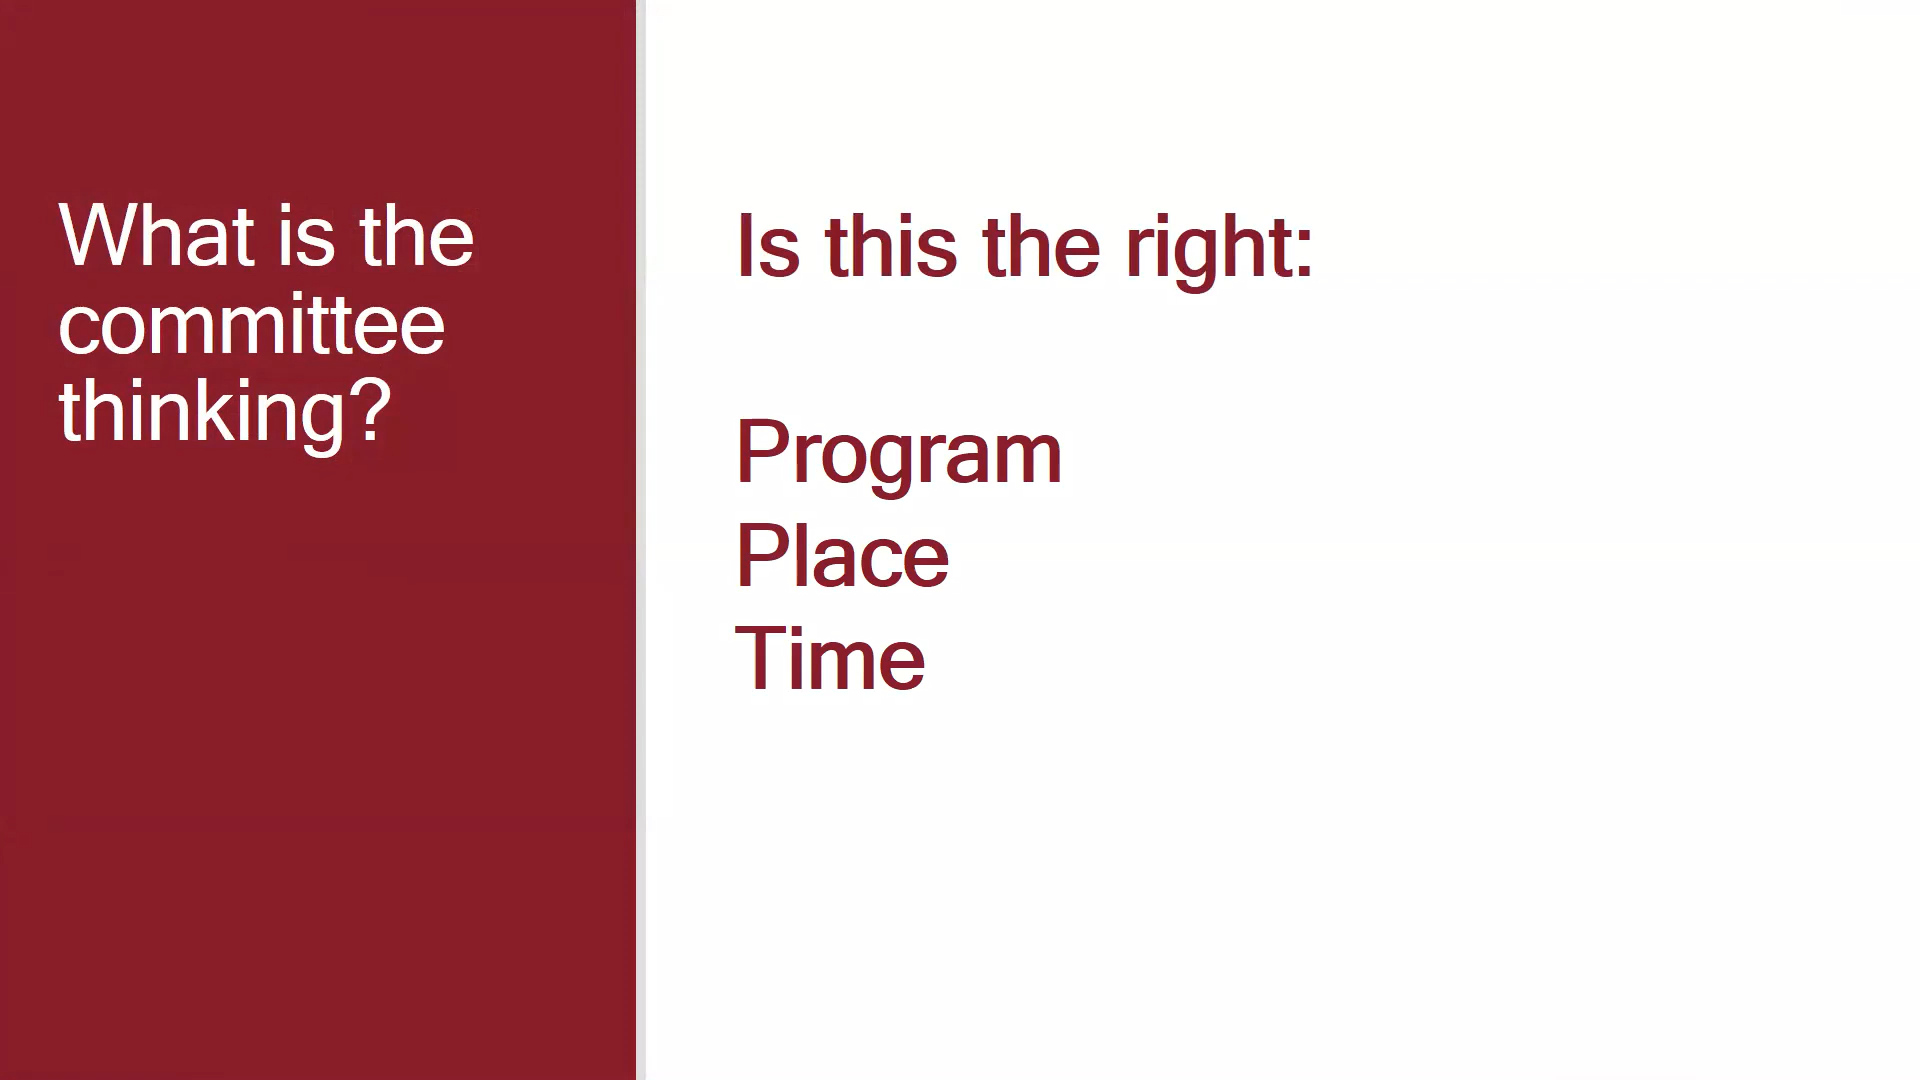 What is the
committee
thinking?
Is this the right:
Program
Place
Time